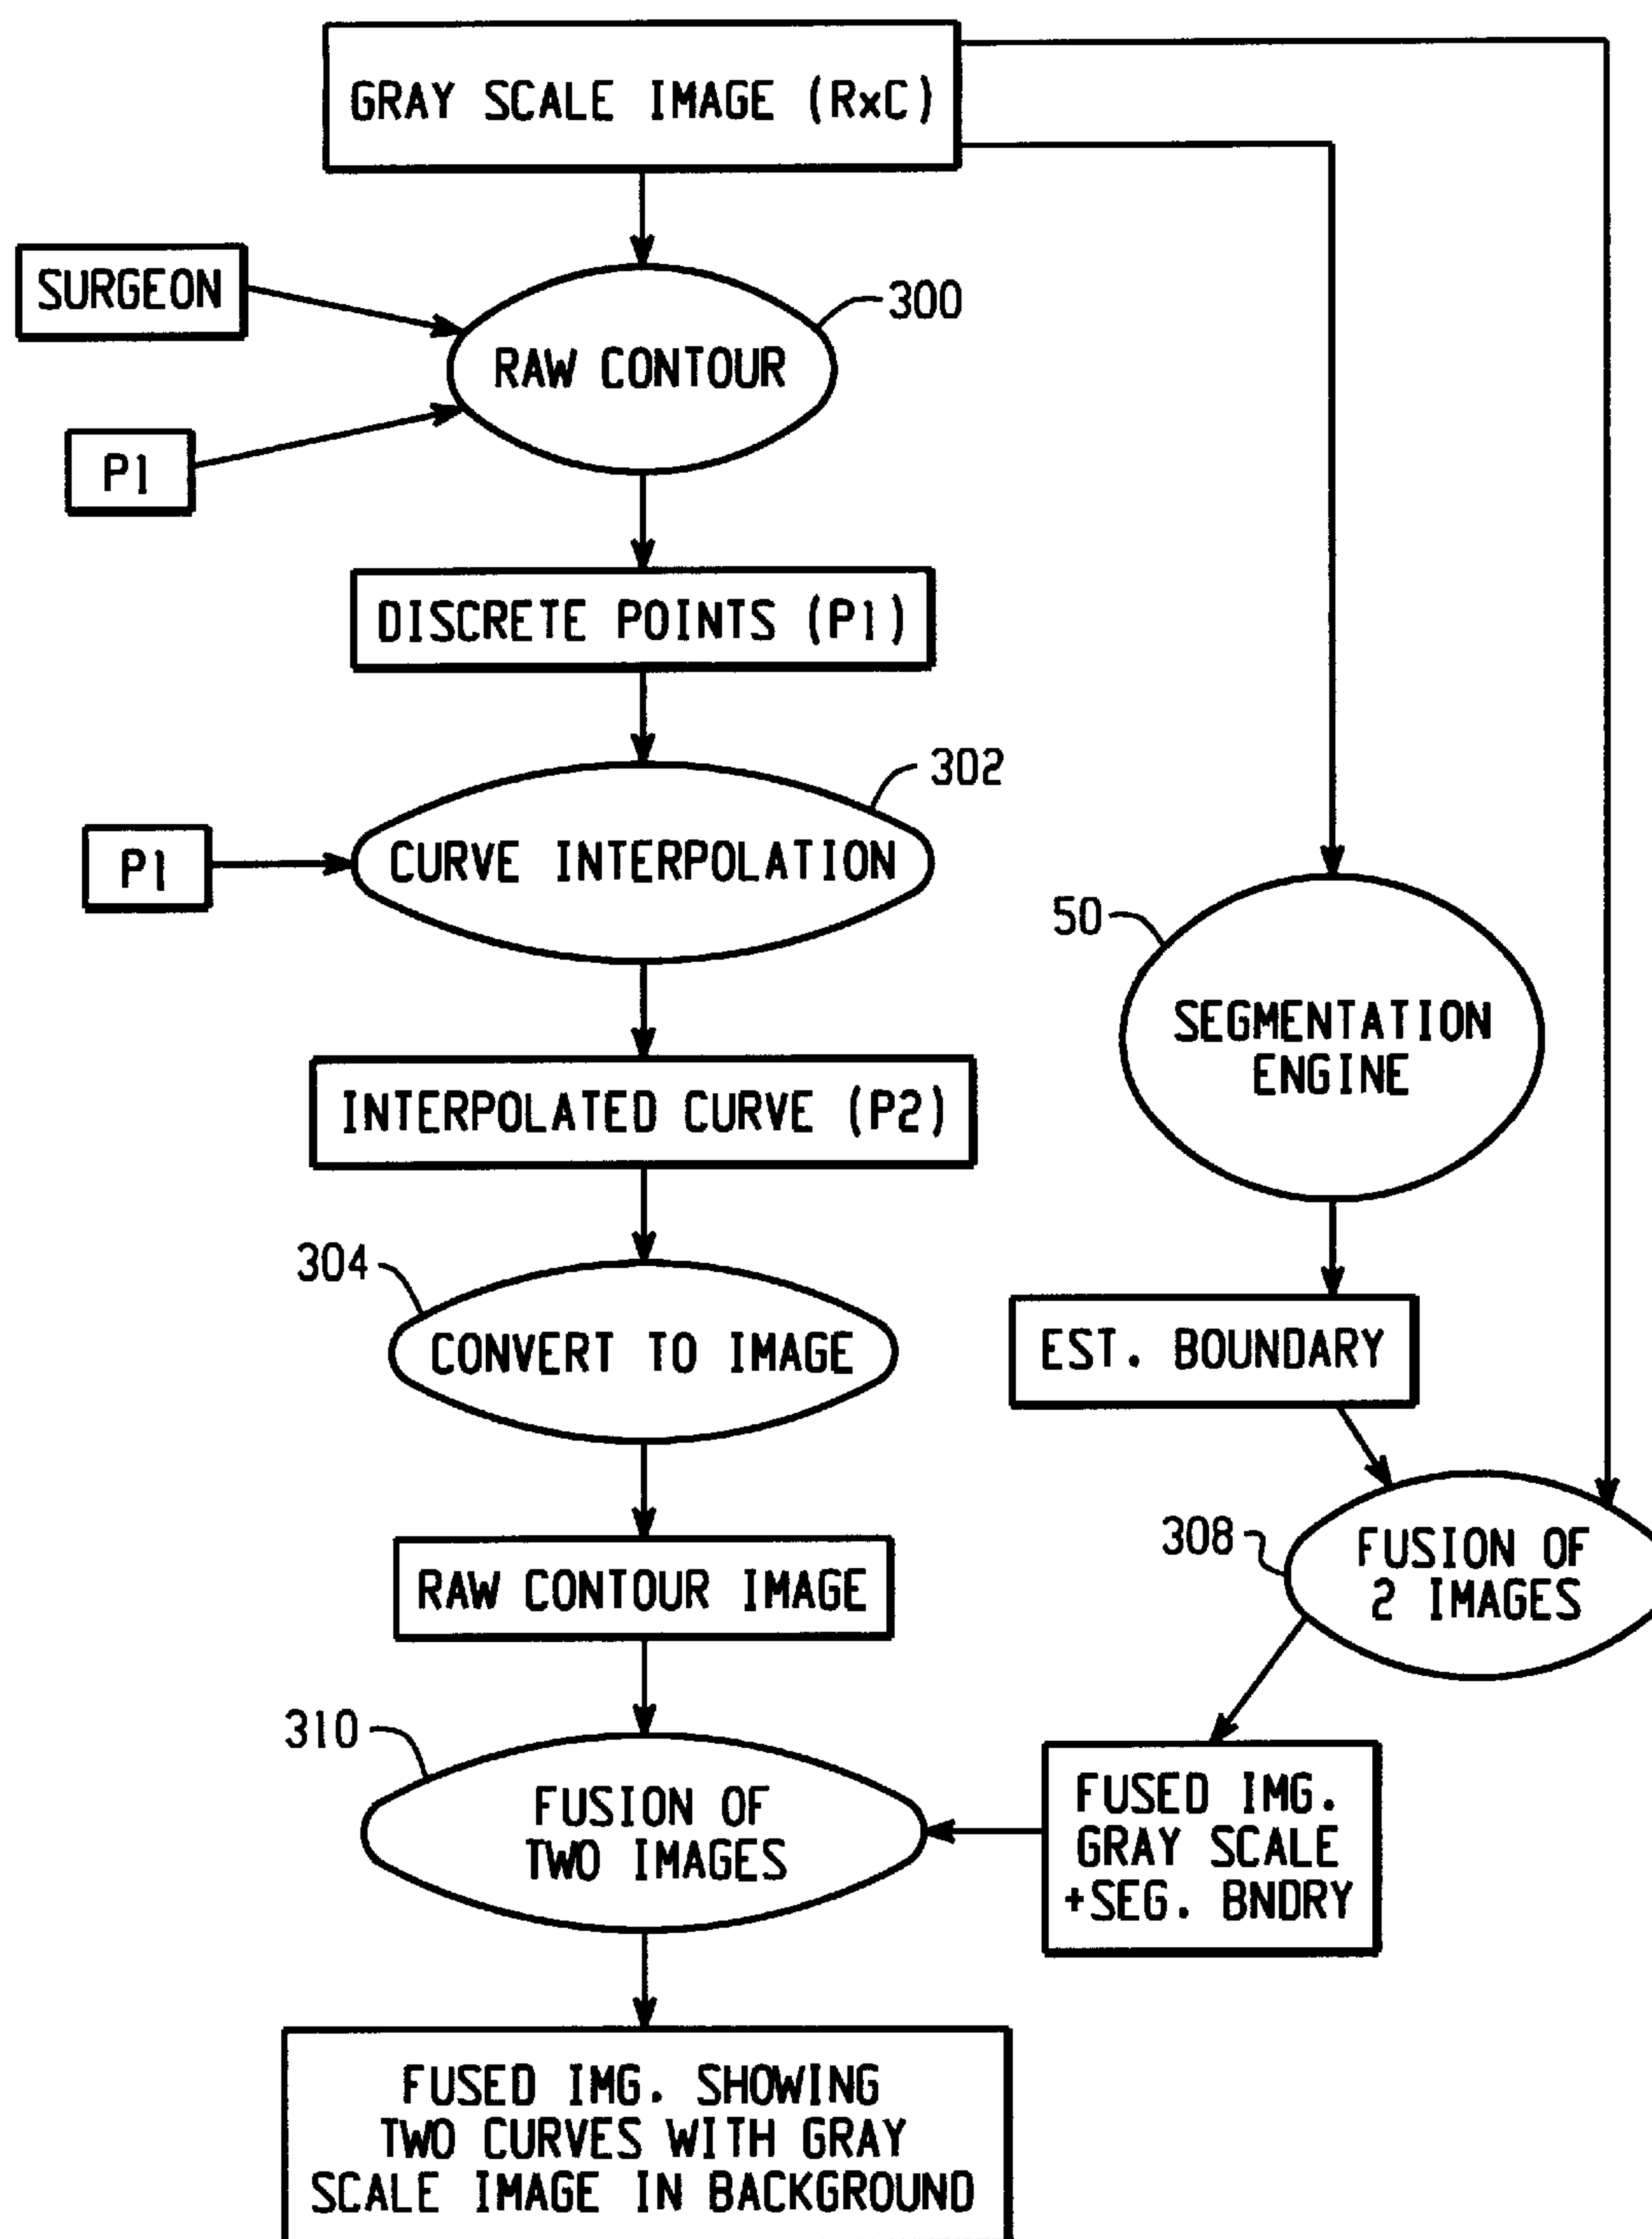 GRAY SCALE IMAGE (RxC)
SURGEON
300
RAW CONTOUR
P1
DISCRETE POINTS (P1)
302
P1
CURVE INTERPOLATION
50
SEGMENTATION
ENGINE
INTERPOLATED CURVE (P2)
304
CONVERT TO IMAGE
EST. BOUNDARY
308
FUSION OF
2 IMAGES
RAW CONTOUR IMAGE
310
FUSION OF
TWO IMAGES
FUSED IMG.
GRAY SCALE
+SEG. BNDRY
FUSED IMG. SHOWING
TWO CURVES WITH GRAY
SCALE IMAGE IN BACKGROUND